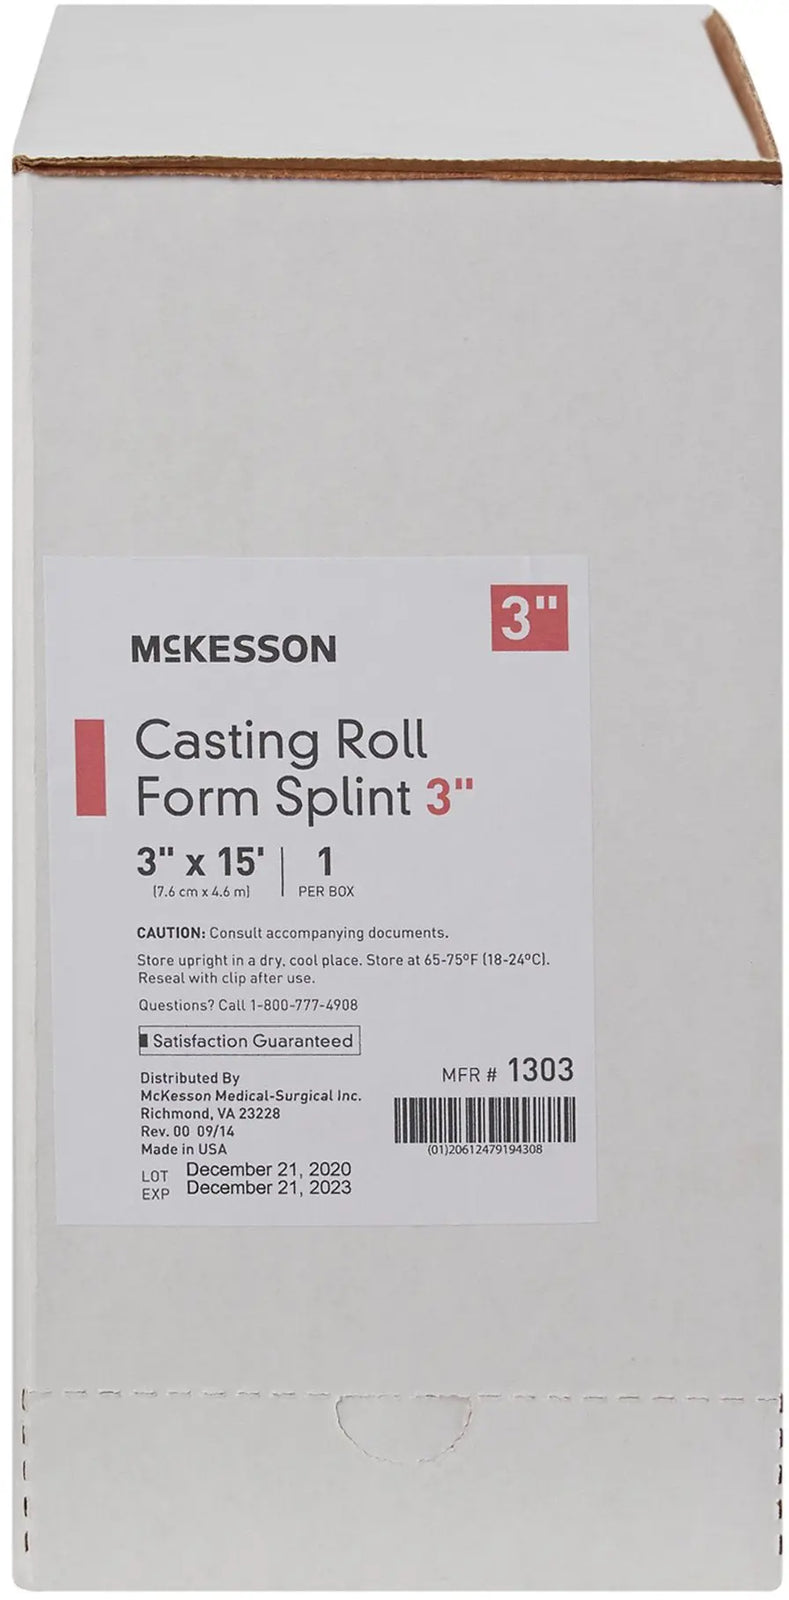 3"
McKESSON
Casting Roll
Form Splint 3"
3" x 15' | 1
(7.6 cm x 4.6 m) PER BOX
CAUTION: Consult accompanying documents.
Store upright in a dry, cool place. Store at 65-75ºF (18-24ºC).
Reseal with clip after use.
Questions? Call 1-800-777-4908
Satisfaction Guaranteed
MFR # 1303
(01)20612479194308
Distributed By
McKesson Medical-Surgical Inc.
Richmond, VA 23228
Rev. 00 09/14
Made in USA
LOT December 21, 2020
EXP December 21, 2023